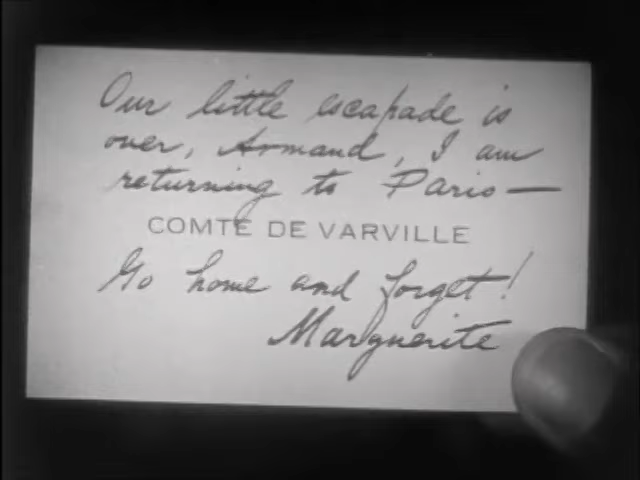 Our little escapade is
over, Armand, I am
returning to Paris —
COMTE DE VARVILLE
Go home and forget!
Marguerite